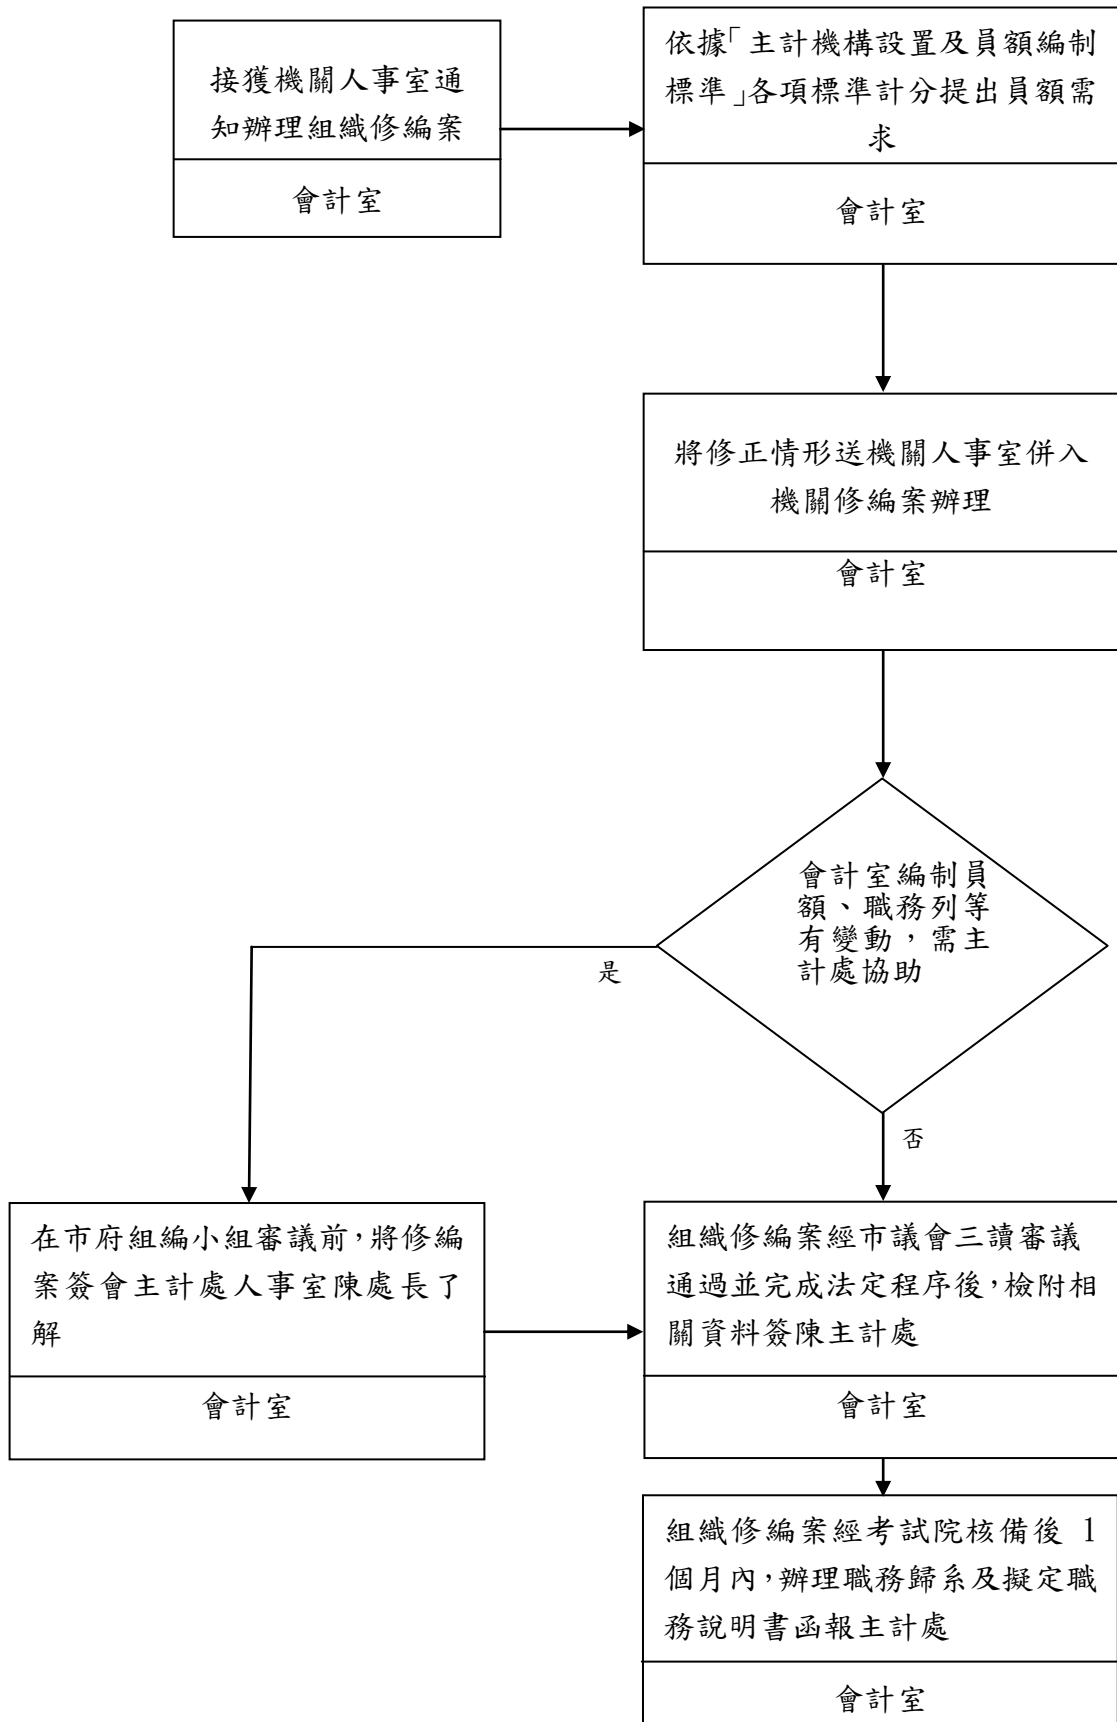 接獲機關人事室通
知辦理組織修編案
會計室
依據「主計機構設置及員額編制
標準」各項標準計分提出員額需
求
會計室
將修正情形送機關人事室併入
機關修編案辦理
會計室
會計室編制員
額、職務列等
有變動，需主
計處協助
是
否
在市府組編小組審議前，將修編
案簽會主計處人事室陳處長了
解
會計室
組織修編案經市議會三讀審議
通過並完成法定程序後，檢附相
關資料簽陳主計處
會計室
組織修編案經考試院核備後 1
個月內，辦理職務歸系及擬定職
務說明書函報主計處
會計室